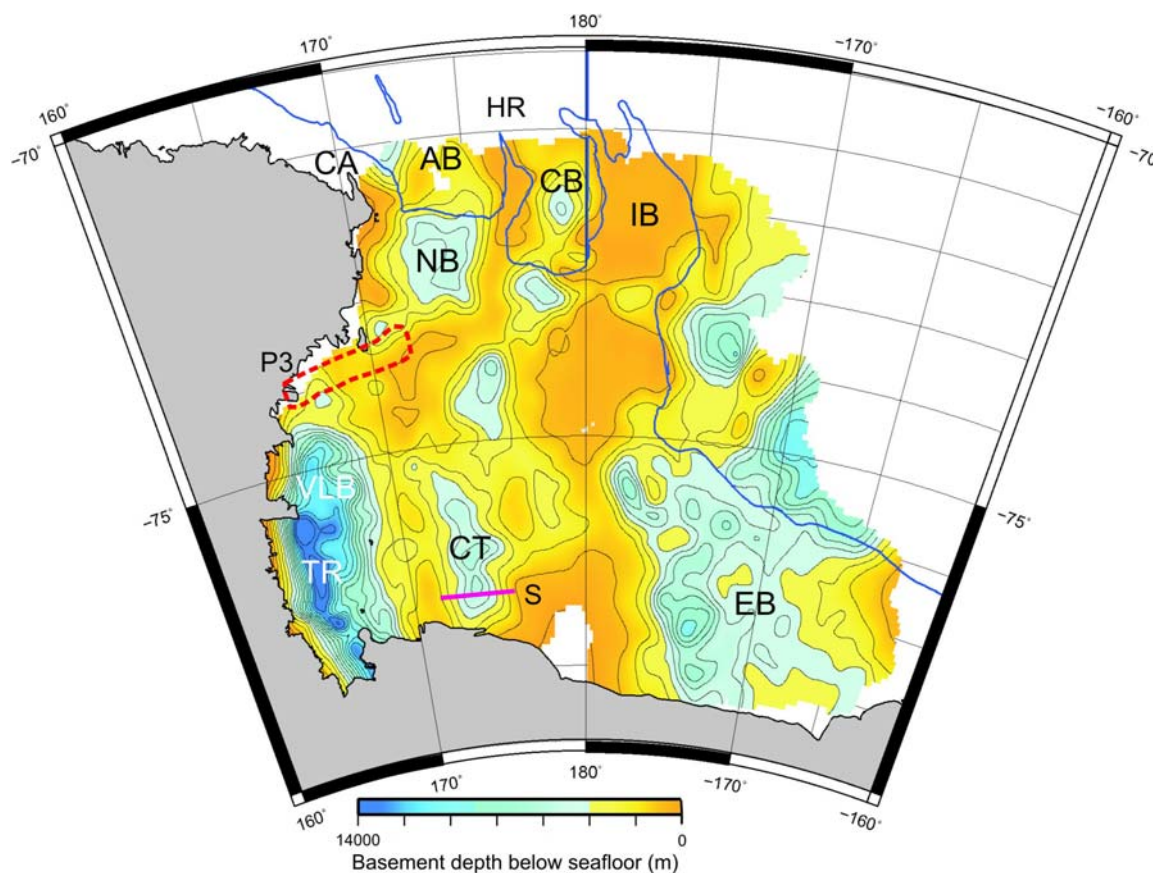 180°
170°
-170°
160°
-160°
-70°
-70
HR
CA
AB
CB
IB
NB
P3
-75°
-75°
VLB
CT
TR
S
EB
170°
180°
-170°
160°
-160°
14000
0
Basement depth below seafloor (m)